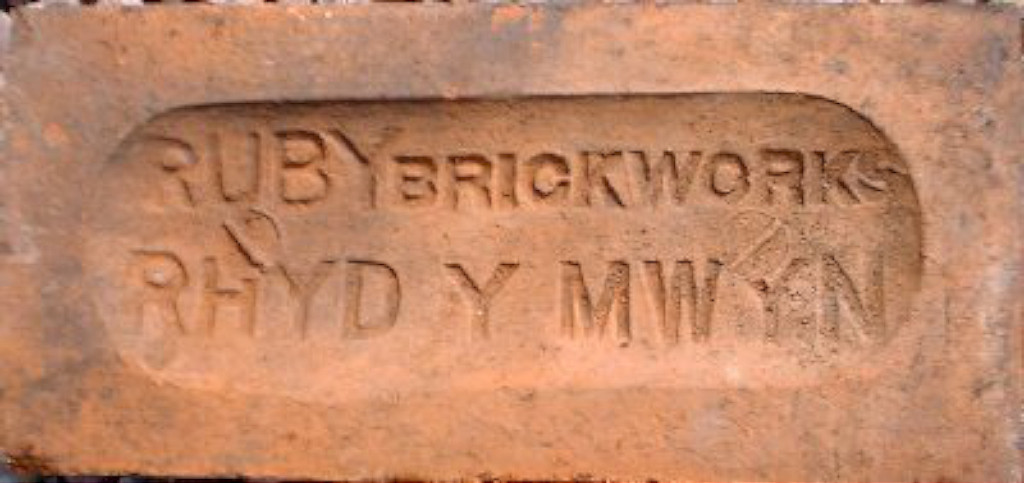 RUBY BRICKWORKS
RHYD Y MWYN